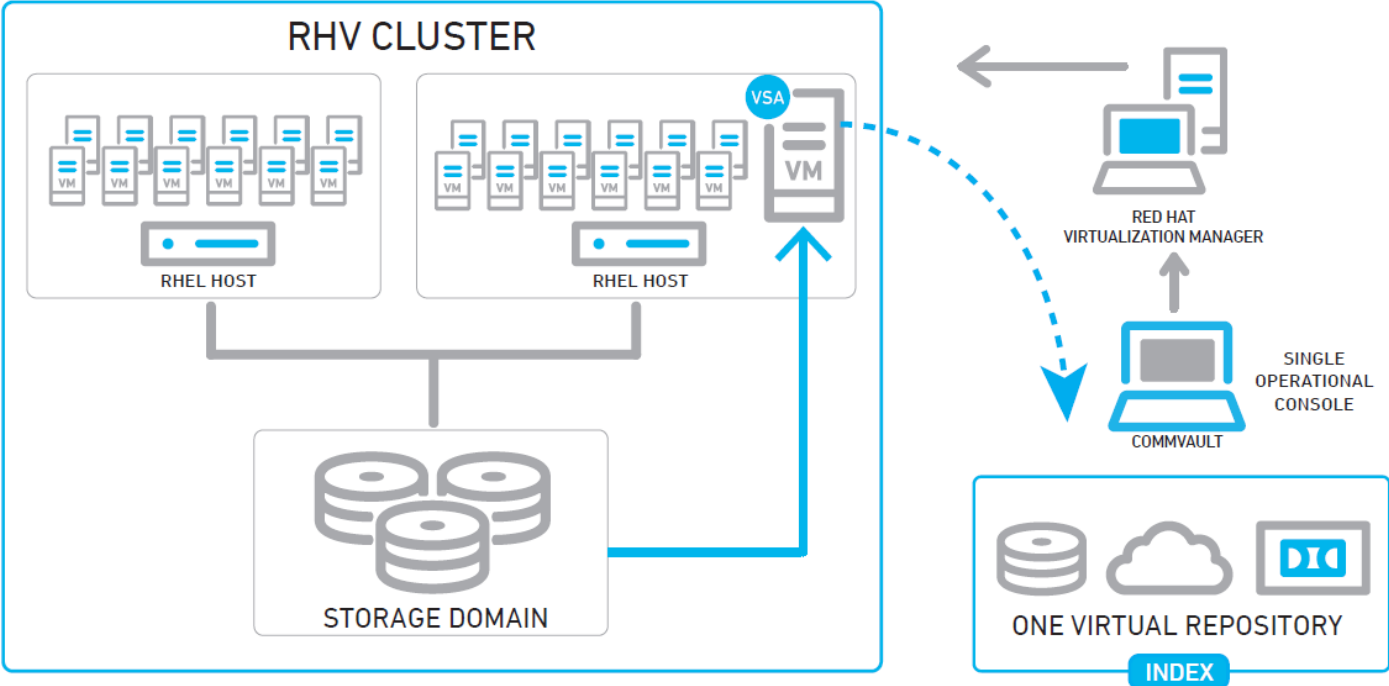 RHV CLUSTER
VM VM VM VM VM VM
RHEL HOST
VSA
VM VM VM VM VM VM
VM
RHEL HOST
STORAGE DOMAIN
RED HAT
VIRTUALIZATION MANAGER
SINGLE
OPERATIONAL
CONSOLE
COMMVAULT
ONE VIRTUAL REPOSITORY
INDEX